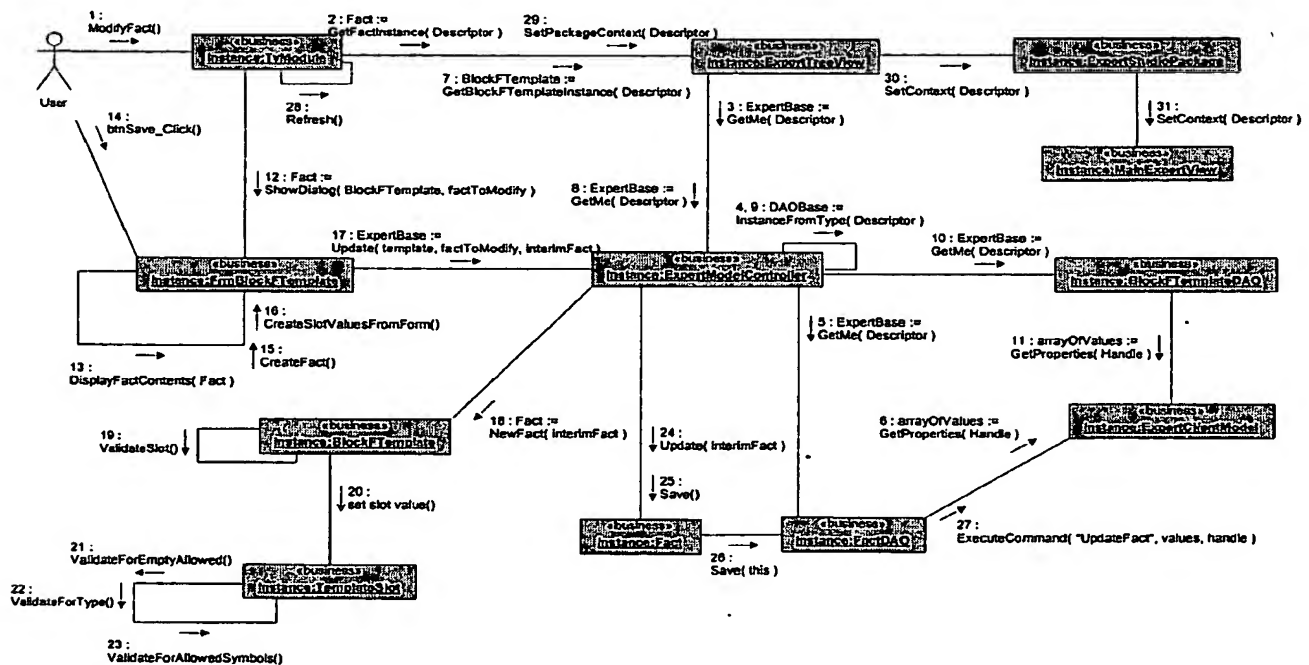 1 :
ModifyFact()
2 : Fact :=
GetFactInstance( Descriptor )
29 :
SetPackageContext( Descriptor )
«business»
Instance:TvModule
«business»
Instance:ExpertTreeView
«business»
Instance:ExpertStudioPackage
User
7 : BlockFTemplate :=
GetBlockFTemplateInstance( Descriptor )
30 :
SetContext( Descriptor )
28 :
Refresh()
3 : ExpertBase :=
GetMe( Descriptor )
31 :
SetContext( Descriptor )
14 :
btnSave_Click()
«business»
Instance:MainExpertView
12 : Fact :=
ShowDialog( BlockFTemplate, factToModify )
8 : ExpertBase :=
GetMe( Descriptor )
4, 9 : DAOBase :=
InstanceFromType( Descriptor )
17 : ExpertBase :=
Update( template, factToModify, interimFact )
10 : ExpertBase :=
GetMe( Descriptor )
«business»
Instance:FrmBlockFTemplate
«business»
Instance:ExpertModelController
«business»
Instance:BlockFTemplateDAO
16 :
CreateSlotValuesFromForm()
15 :
CreateFact()
5 : ExpertBase :=
GetMe( Descriptor )
11 : arrayOfValues :=
GetProperties( Handle )
13 :
DisplayFactContents( Fact )
«business»
Instance:BlockFTemplate
18 : Fact :=
NewFact( interimFact )
24 :
Update( interimFact )
6 : arrayOfValues :=
GetProperties( Handle )
«business»
Instance:ExpertClientModel
19 :
ValidateSlot()
20 :
set slot value()
25 :
Save()
«business»
Instance:Fact
«business»
Instance:FactDAO
27 :
ExecuteCommand( "UpdateFact", values, handle )
26 :
Save( this )
21 :
ValidateForEmptyAllowed()
22 :
ValidateForType()
«business»
Instance:TemplateSlot
23 :
ValidateForAllowedSymbols()